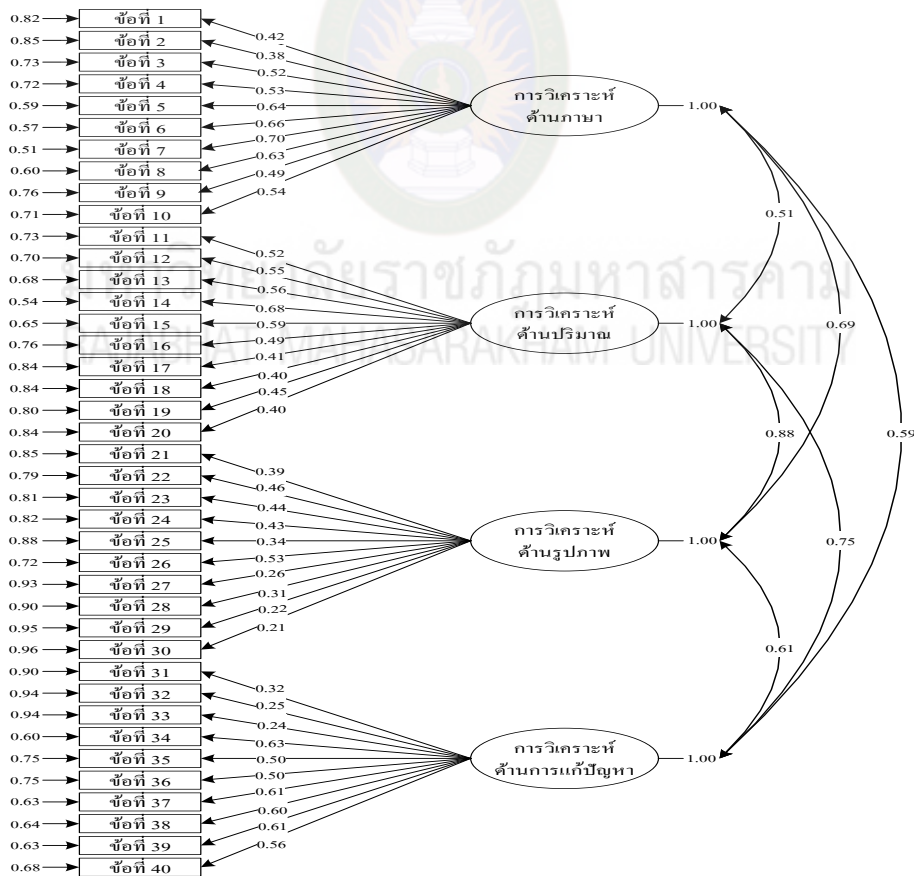 0.82 ข้อที่ 1
0.85 ข้อที่ 2
0.73 ข้อที่ 3
0.72 ข้อที่ 4
0.59 ข้อที่ 5
0.57 ข้อที่ 6
0.51 ข้อที่ 7
0.60 ข้อที่ 8
0.76 ข้อที่ 9
0.71 ข้อที่ 10
0.42
0.38
0.52
0.53
0.64
0.66
0.70
0.63
0.49
0.54
การวิเคราะห์
ด้านภาษา
1.00
0.73 ข้อที่ 11
0.70 ข้อที่ 12
0.68 ข้อที่ 13
0.54 ข้อที่ 14
0.65 ข้อที่ 15
0.76 ข้อที่ 16
0.84 ข้อที่ 17
0.84 ข้อที่ 18
0.80 ข้อที่ 19
0.84 ข้อที่ 20
0.52
0.55
0.56
0.68
0.59
0.49
0.41
0.40
0.45
0.40
การวิเคราะห์
ด้านปริมาณ
1.00
0.85 ข้อที่ 21
0.79 ข้อที่ 22
0.81 ข้อที่ 23
0.82 ข้อที่ 24
0.88 ข้อที่ 25
0.72 ข้อที่ 26
0.93 ข้อที่ 27
0.90 ข้อที่ 28
0.95 ข้อที่ 29
0.96 ข้อที่ 30
0.39
0.46
0.44
0.43
0.34
0.53
0.26
0.31
0.22
0.21
การวิเคราะห์
ด้านรูปภาพ
1.00
0.90 ข้อที่ 31
0.94 ข้อที่ 32
0.94 ข้อที่ 33
0.60 ข้อที่ 34
0.75 ข้อที่ 35
0.75 ข้อที่ 36
0.63 ข้อที่ 37
0.64 ข้อที่ 38
0.63 ข้อที่ 39
0.68 ข้อที่ 40
0.32
0.25
0.24
0.63
0.50
0.50
0.61
0.60
0.61
0.56
การวิเคราะห์
ด้านการแก้ปัญหา
1.00
0.51
0.69
0.88
0.59
0.75
0.61
มหาวิทยาลัยราชภัฏมหาสารคาม
RAJABHAT MAHASARAKHAM UNIVERSITY